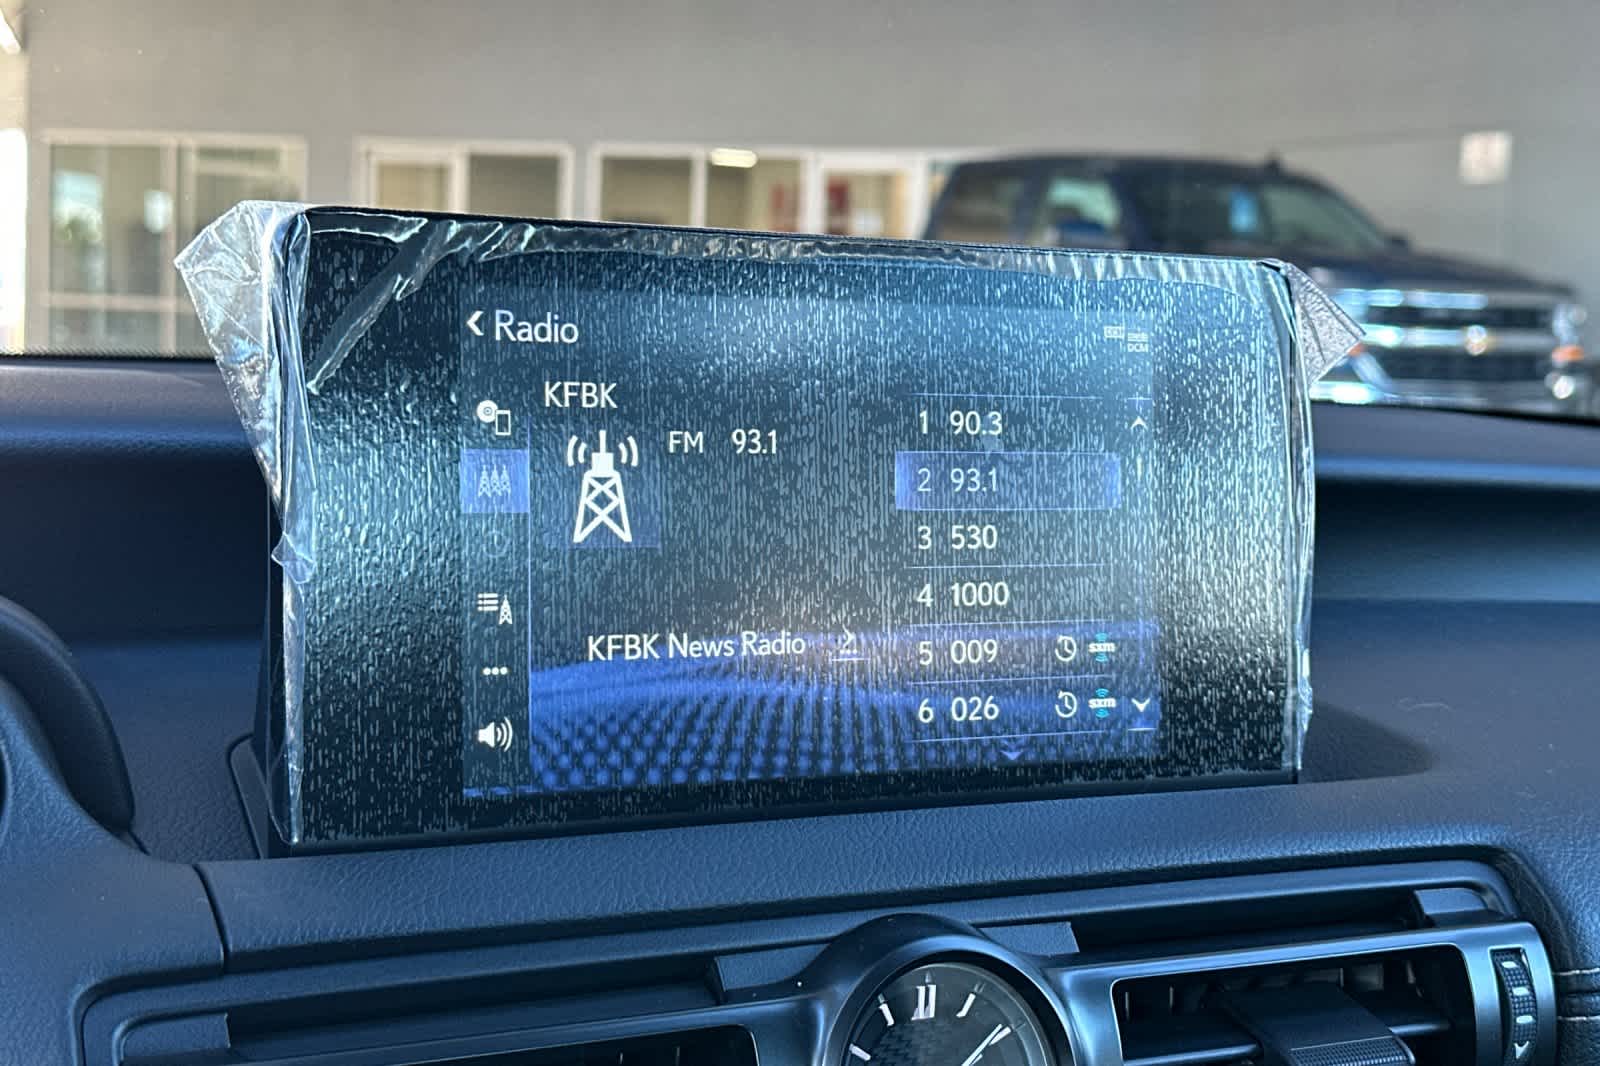 Radio
DCM
KFBK
FM 93.1
KFBK News Radio
1 90.3
2 93.1
3 530
4 1000
5 009 sxm
6 026 sxm